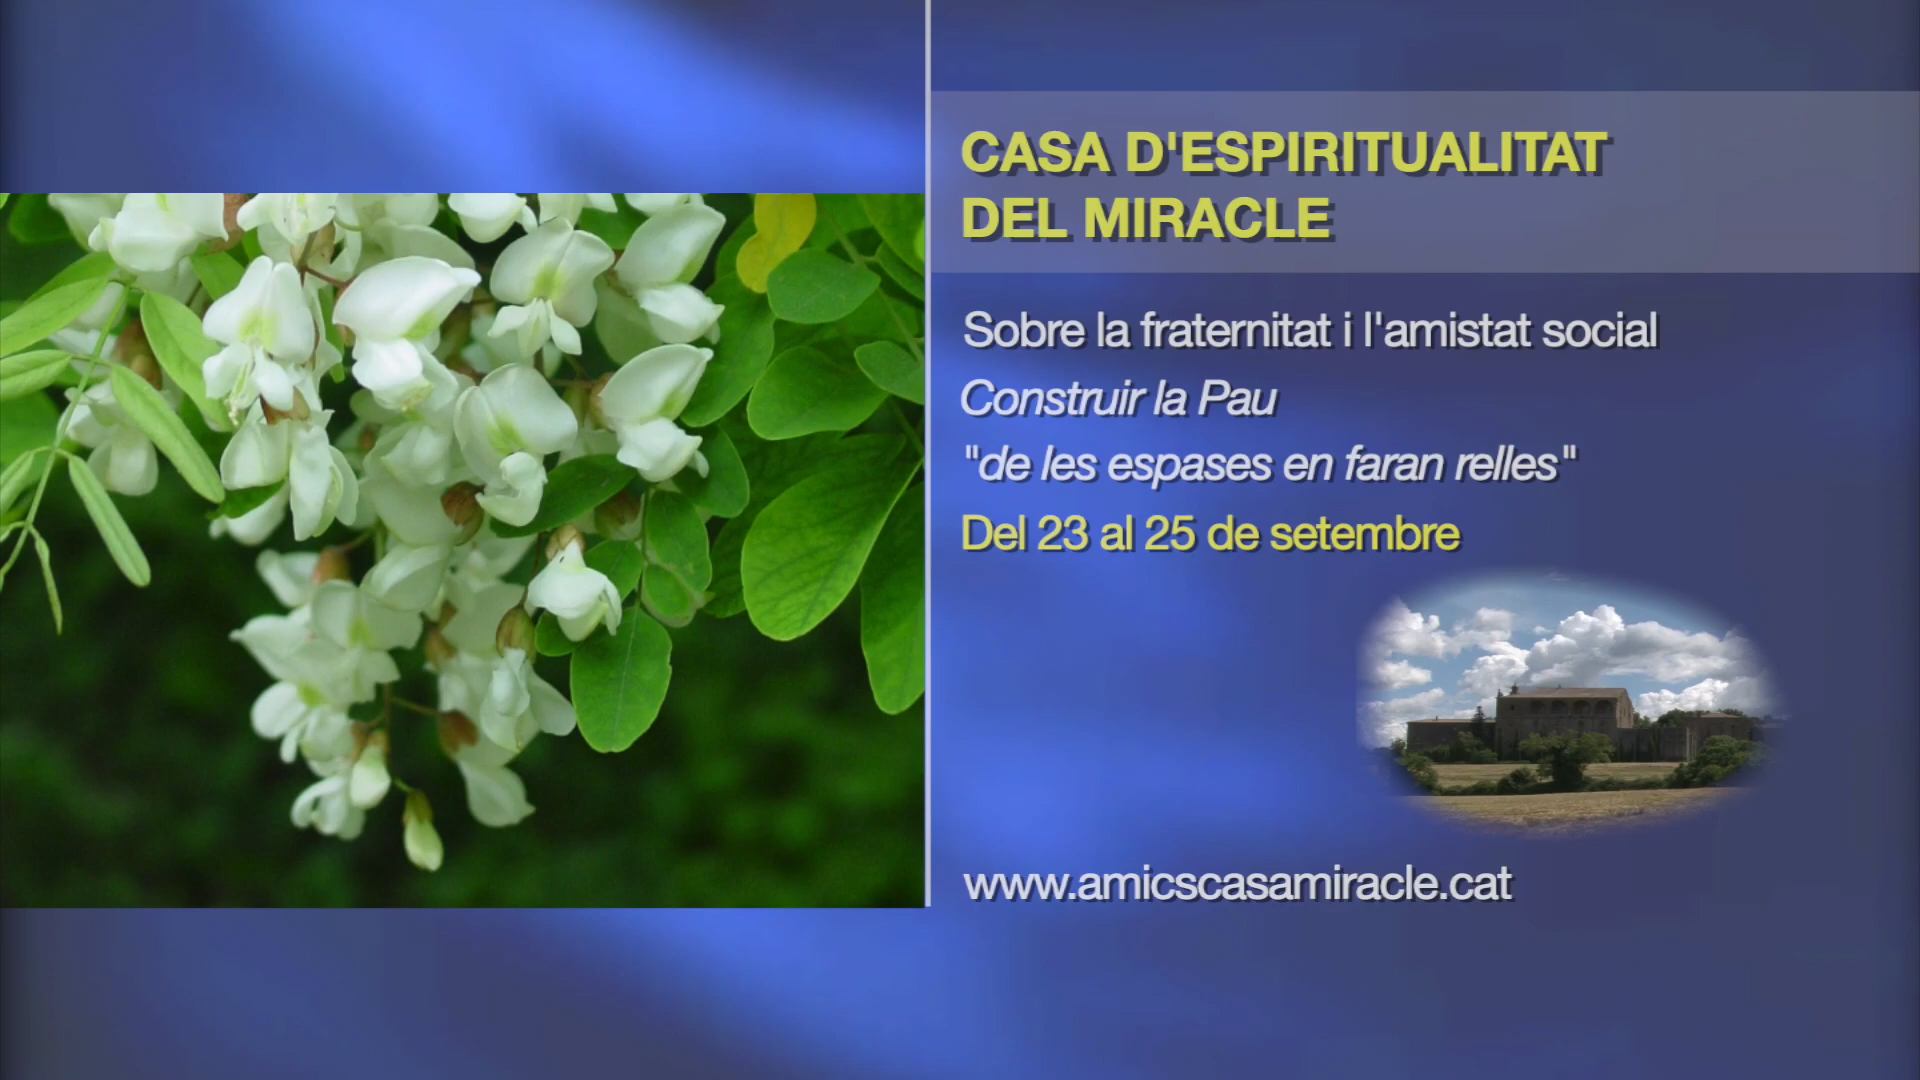 CASA D'ESPIRITUALITAT
DEL MIRACLE
Sobre la fraternitat i l'amistat social
Construir la Pau
"de les espases en faran relles"
Del 23 al 25 de setembre
www.amicscasamiracle.cat